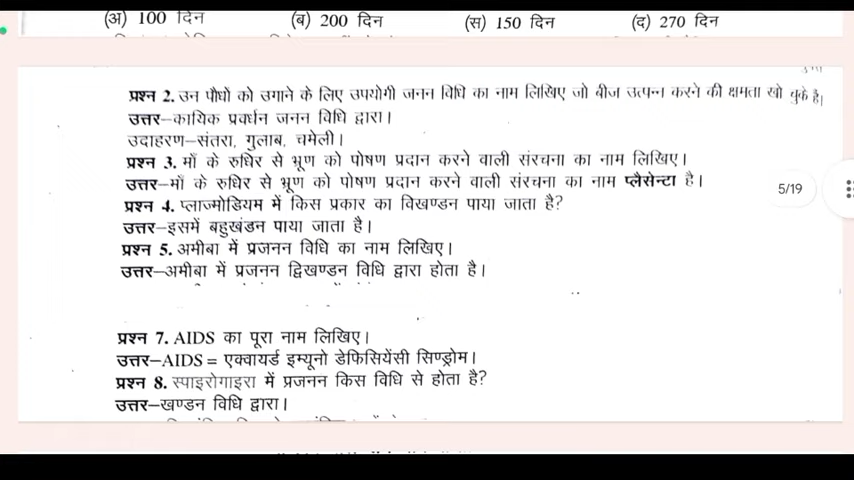 (अ) 100 दिन (ब) 200 दिन (स) 150 दिन (द) 270 दिन
प्रश्न 2. उन पौधों को उगाने के लिए उपयोगी जनन विधि का नाम लिखिए जो बीज उत्पन्न करने की क्षमता खो चुके है।
उत्तर–कायिक प्रवर्धन जनन विधि द्वारा।
उदाहरण–संतरा, गुलाब, चमेली।
प्रश्न 3. माँ के रुधिर से भ्रूण को पोषण प्रदान करने वाली संरचना का नाम लिखिए।
उत्तर–माँ के रुधिर से भ्रूण को पोषण प्रदान करने वाली संरचना का नाम प्लैसेन्टा है।
5/19
प्रश्न 4. प्लाज्मोडियम में किस प्रकार का विखण्डन पाया जाता है?
उत्तर–इसमें बहुखंडन पाया जाता है।
प्रश्न 5. अमीबा में प्रजनन विधि का नाम लिखिए।
उत्तर–अमीबा में प्रजनन द्विखण्डन विधि द्वारा होता है।
प्रश्न 7. AIDS का पूरा नाम लिखिए।
उत्तर–AIDS = एक्वायर्ड इम्यूनो डेफिसियेंसी सिण्ड्रोम।
प्रश्न 8. स्पाइरोगाइरा में प्रजनन किस विधि से होता है?
उत्तर–खण्डन विधि द्वारा।